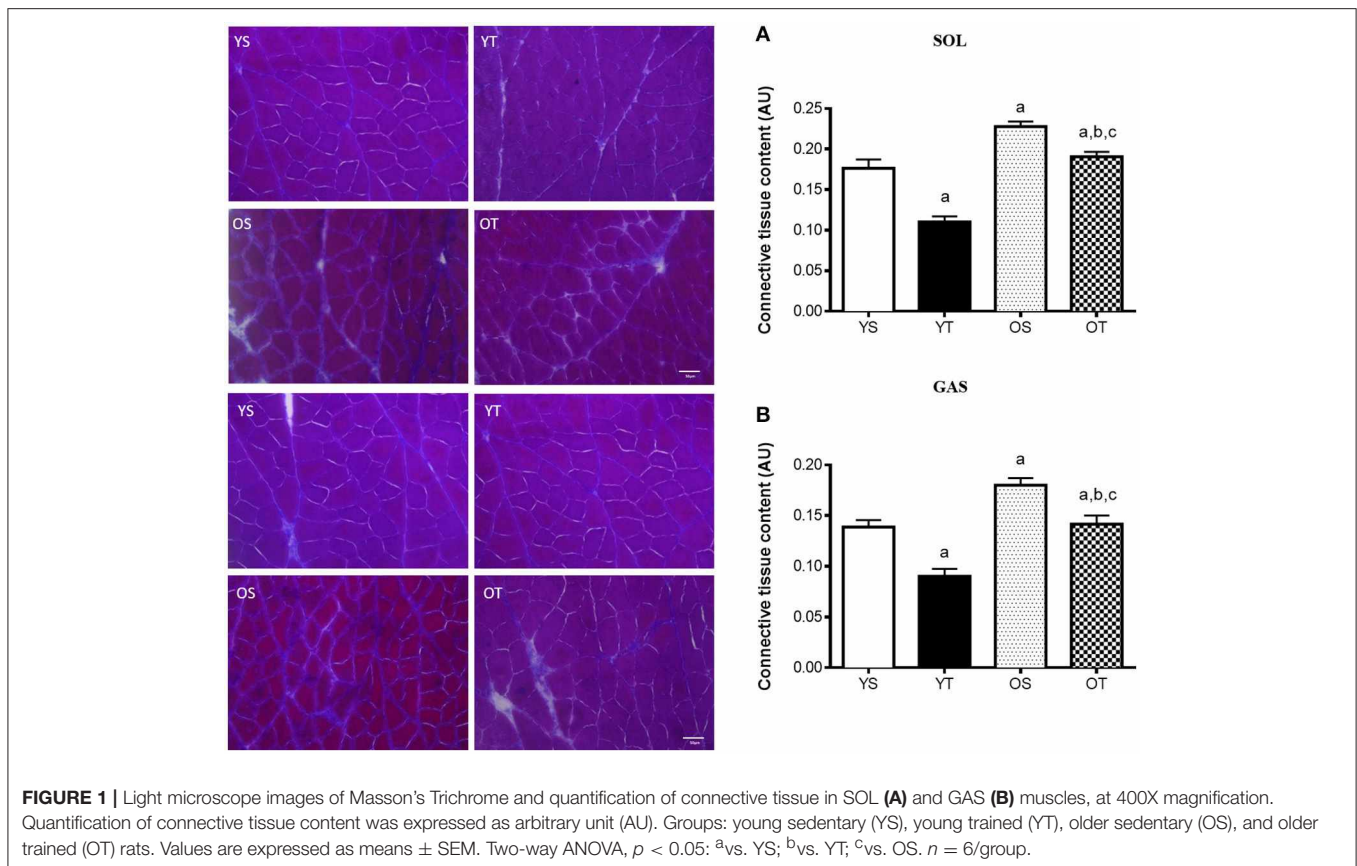 YS
YT
OS
OT
50µm
YS
YT
OS
OT
50µm
A
SOL
Connective tissue content (AU)
0.25
0.20
0.15
0.10
0.05
0.00
a
a
a,b,c
YS
YT
OS
OT
GAS
B
Connective tissue content (AU)
0.20
0.15
0.10
0.05
0.00
a
a
a,b,c
YS
YT
OS
OT
FIGURE 1 | Light microscope images of Masson's Trichrome and quantification of connective tissue in SOL (A) and GAS (B) muscles, at 400X magnification.
Quantification of connective tissue content was expressed as arbitrary unit (AU). Groups: young sedentary (YS), young trained (YT), older sedentary (OS), and older
trained (OT) rats. Values are expressed as means ± SEM. Two-way ANOVA, p < 0.05: ᵃvs. YS; ᵇvs. YT; ᶜvs. OS. n = 6/group.